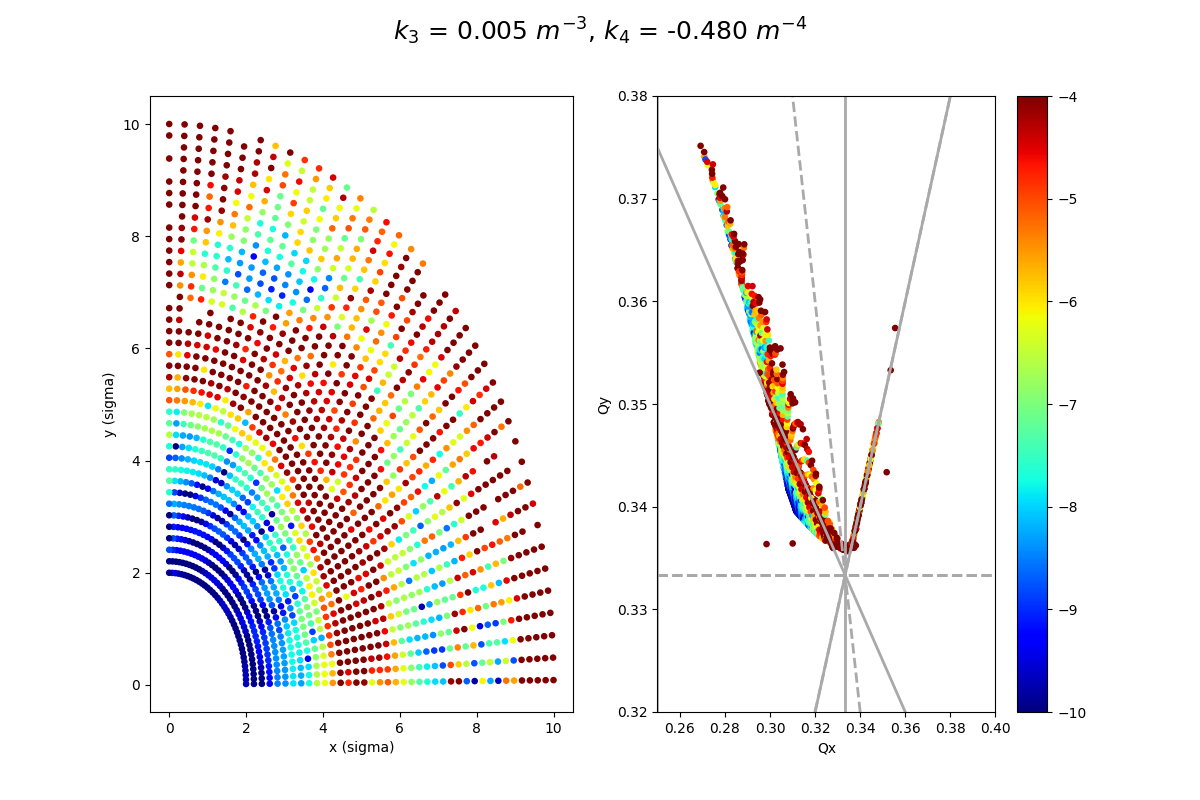 k₃ = 0.005 m⁻³, k₄ = -0.480 m⁻⁴
10
8
6
4
2
0
y (sigma)
0 2 4 6 8 10
x (sigma)
0.38
0.37
0.36
0.35
0.34
0.33
0.32
Qy
0.26 0.28 0.30 0.32 0.34 0.36 0.38 0.40
Qx
−4
−5
−6
−7
−8
−9
−10